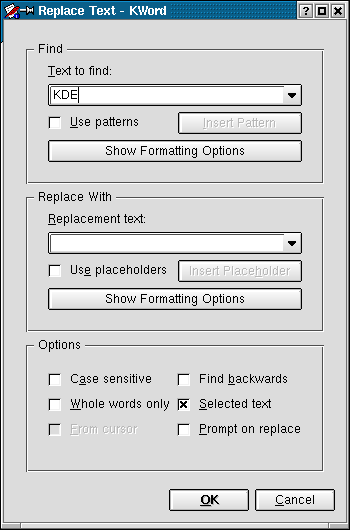 Replace Text - KWord
Find
Text to find:
KDE
Use patterns
Insert Pattern
Show Formatting Options
Replace With
Replacement text:
Use placeholders
Insert Placeholder
Show Formatting Options
Options
Case sensitive Find backwards
Whole words only Selected text
From cursor Prompt on replace
OK Cancel